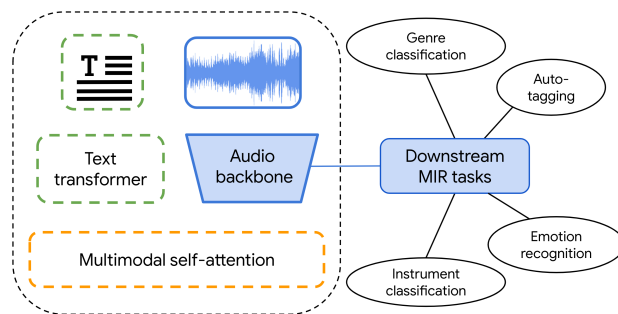 T
Text
transformer
Audio
backbone
Multimodal self-attention
Genre
classification
Auto-
tagging
Downstream
MIR tasks
Emotion
recognition
Instrument
classification